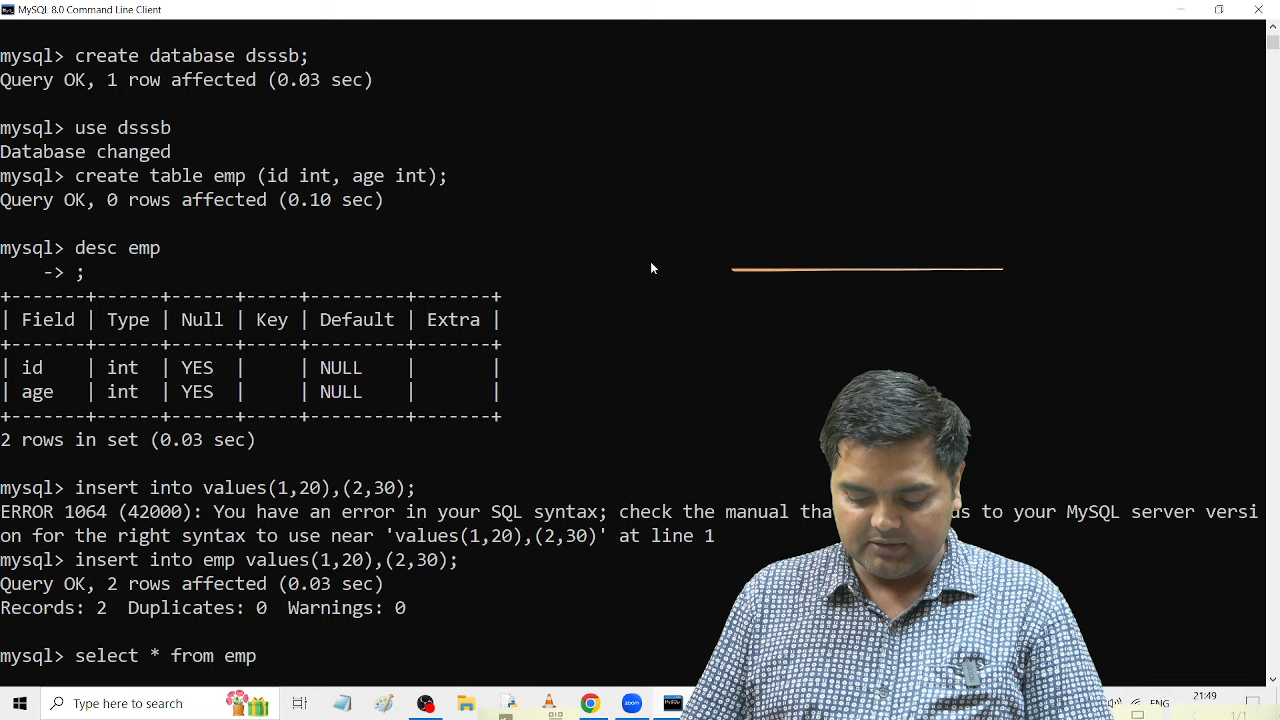 MySQL 8.0 Command Line Client
mysql> create database dsssb;
Query OK, 1 row affected (0.03 sec)
mysql> use dsssb
Database changed
mysql> create table emp (id int, age int);
Query OK, 0 rows affected (0.10 sec)
mysql> desc emp
    -> ;
+-------+------+------+-----+---------+-------+
| Field | Type | Null | Key | Default | Extra |
+-------+------+------+-----+---------+-------+
| id    | int  | YES  |     | NULL    |       |
| age   | int  | YES  |     | NULL    |       |
+-------+------+------+-----+---------+-------+
2 rows in set (0.03 sec)
mysql> insert into values(1,20),(2,30);
ERROR 1064 (42000): You have an error in your SQL syntax; check the manual s to your MySQL server versi
on for the right syntax to use near 'values(1,20),(2,30)' at line 1
mysql> insert into emp values(1,20),(2,30);
Query OK, 2 rows affected (0.03 sec)
Records: 2  Duplicates: 0  Warnings: 0
mysql> select * from emp
Type here to search
zoom
21:49
1/1